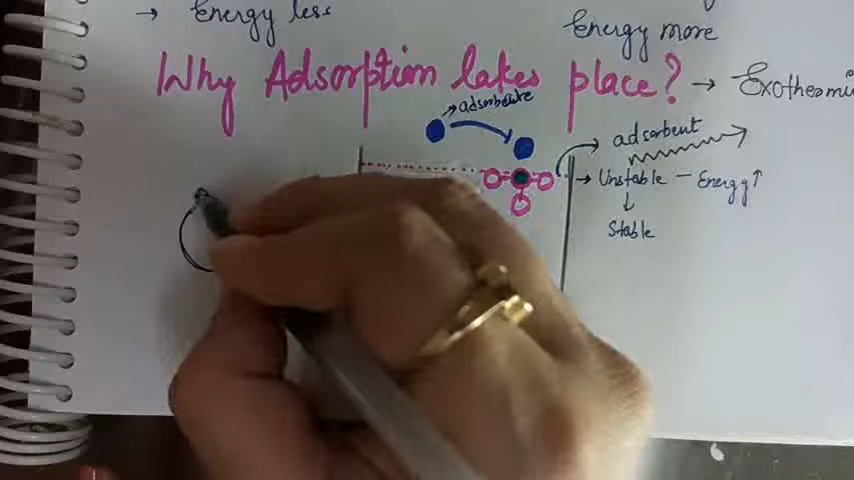 → Energy less
Energy more
Why Adsorption takes place? → Exothermi
→ adsorbate
adsorbent
→ Unstable — Energy↑
↓
Stable